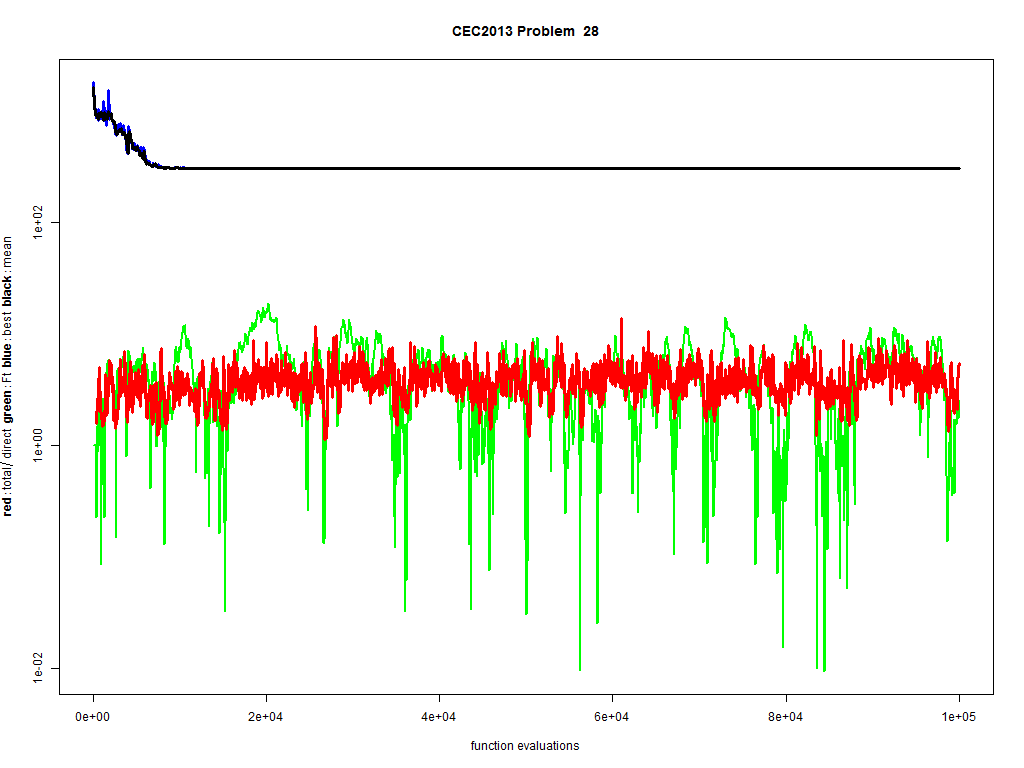 CEC2013 Problem 28
red : total/ direct green : Ft blue : best black : mean
1e+02
1e+00
1e-02
0e+00 2e+04 4e+04 6e+04 8e+04 1e+05
function evaluations